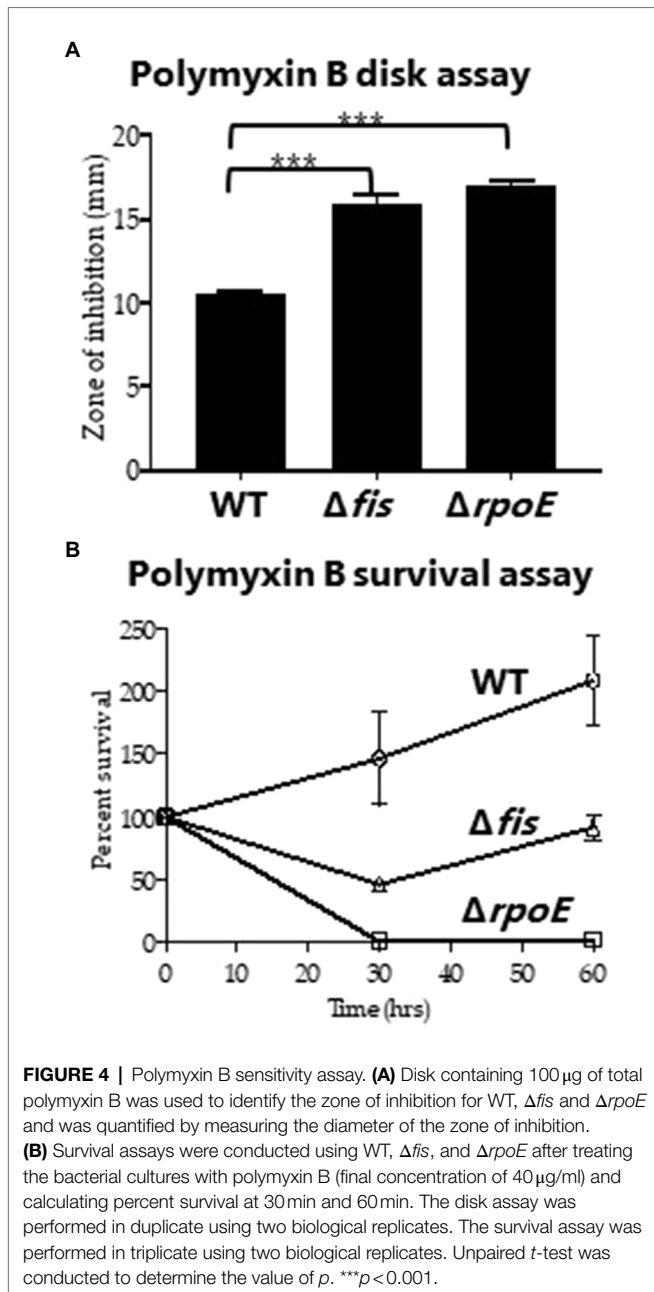 A
Polymyxin B disk assay
***
***
Zone of inhibition (mm)
20
15
10
5
0
WT Δfis ΔrpoE
B
Polymyxin B survival assay
Percent survival
250
200
150
100
50
0
WT
Δfis
ΔrpoE
0 10 20 30 40 50 60
Time (hrs)
FIGURE 4 | Polymyxin B sensitivity assay. (A) Disk containing 100 μg of total
polymyxin B was used to identify the zone of inhibition for WT, Δfis and ΔrpoE
and was quantified by measuring the diameter of the zone of inhibition.
(B) Survival assays were conducted using WT, Δfis, and ΔrpoE after treating
the bacterial cultures with polymyxin B (final concentration of 40 μg/ml) and
calculating percent survival at 30 min and 60 min. The disk assay was
performed in duplicate using two biological replicates. The survival assay was
performed in triplicate using two biological replicates. Unpaired t-test was
conducted to determine the value of p. ***p < 0.001.